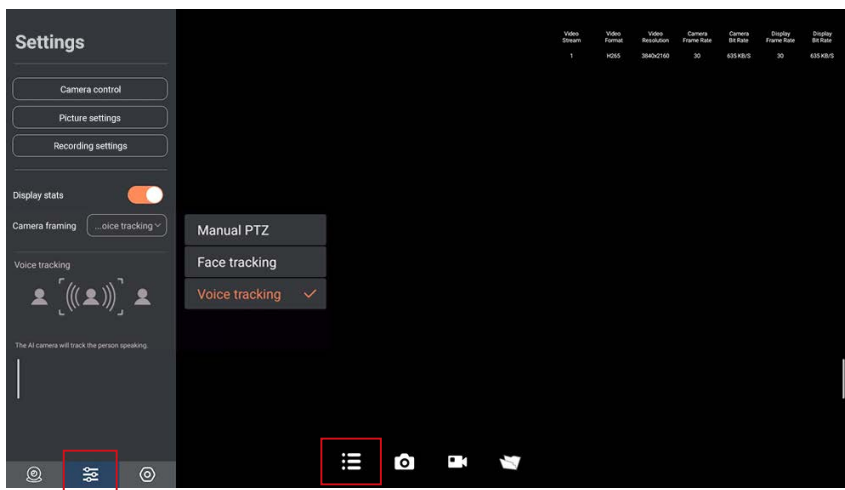 Settings
Camera control
Picture settings
Recording settings
Display stats
Camera framing
...oice tracking
Voice tracking
The AI camera will track the person speaking.
Manual PTZ
Face tracking
Voice tracking
Video Stream
Video Format
Video Resolution
Camera Frame Rate
Camera Bit Rate
Display Frame Rate
Display Bit Rate
1 H265 3840x2160 30 635 KB/S 30 635 KB/S